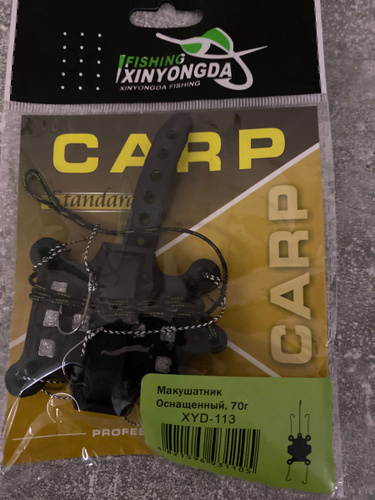 FISHING
XINYONGDA
XINYONGDA FISHING
CARP
Standard
CARP
Макушатник
Оснащенный, 70г
XYD-113
PROFE